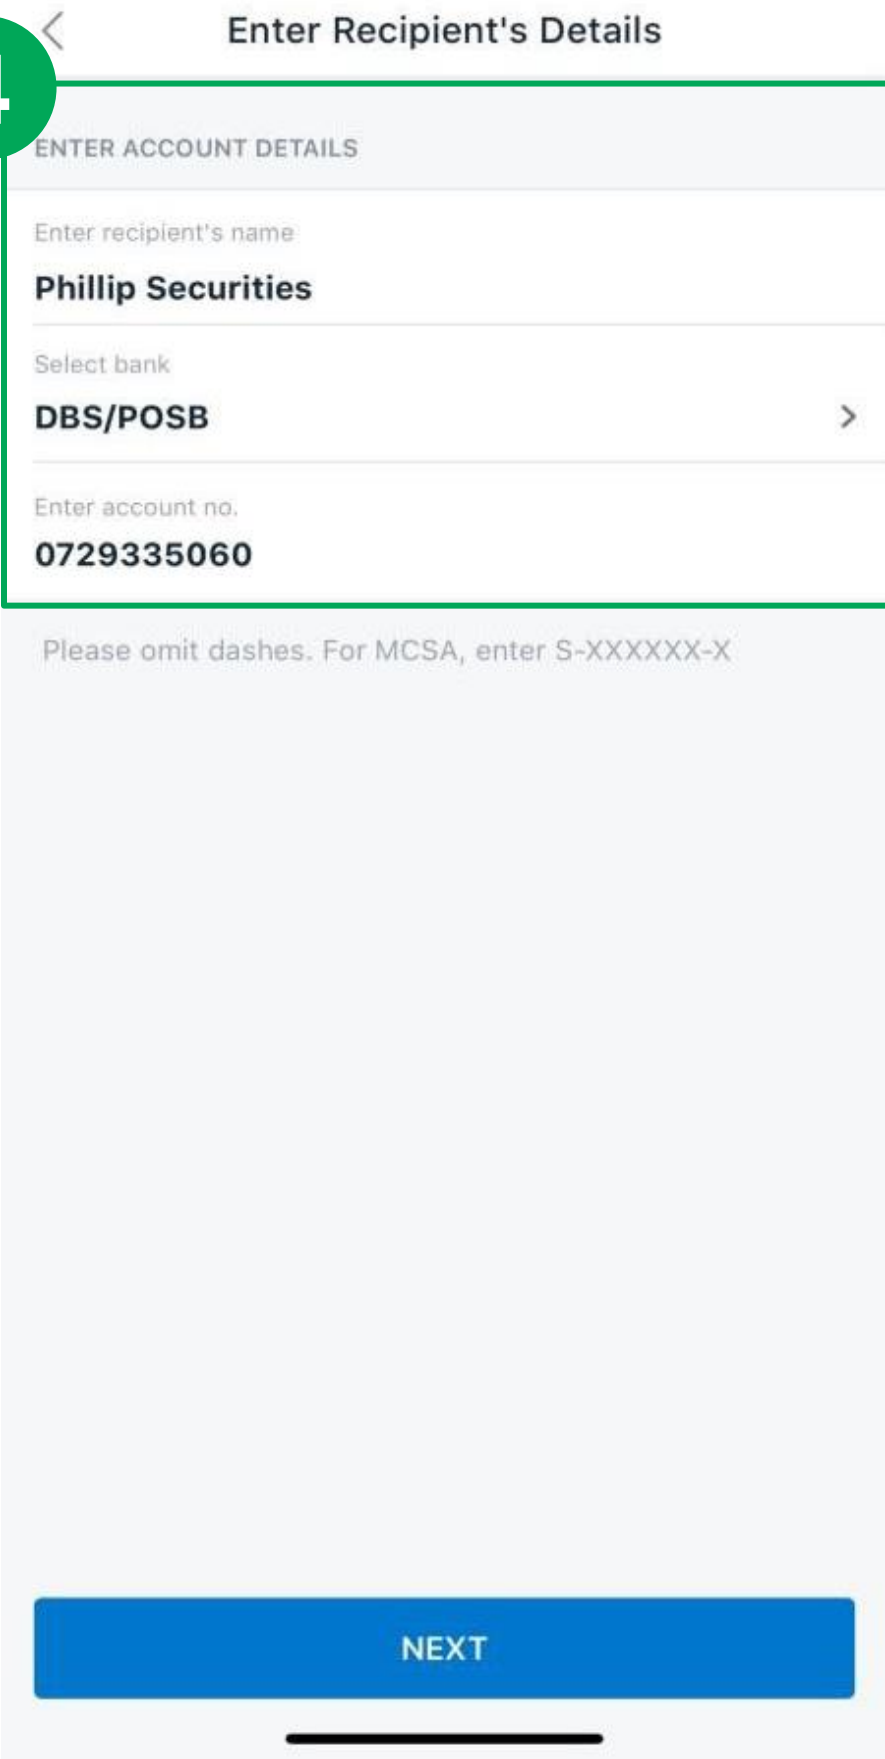 Enter Recipient's Details
4
ENTER ACCOUNT DETAILS
Enter recipient's name
Phillip Securities
Select bank
DBS/POSB
Enter account no.
0729335060
Please omit dashes. For MCSA, enter S-XXXXXX-X
NEXT